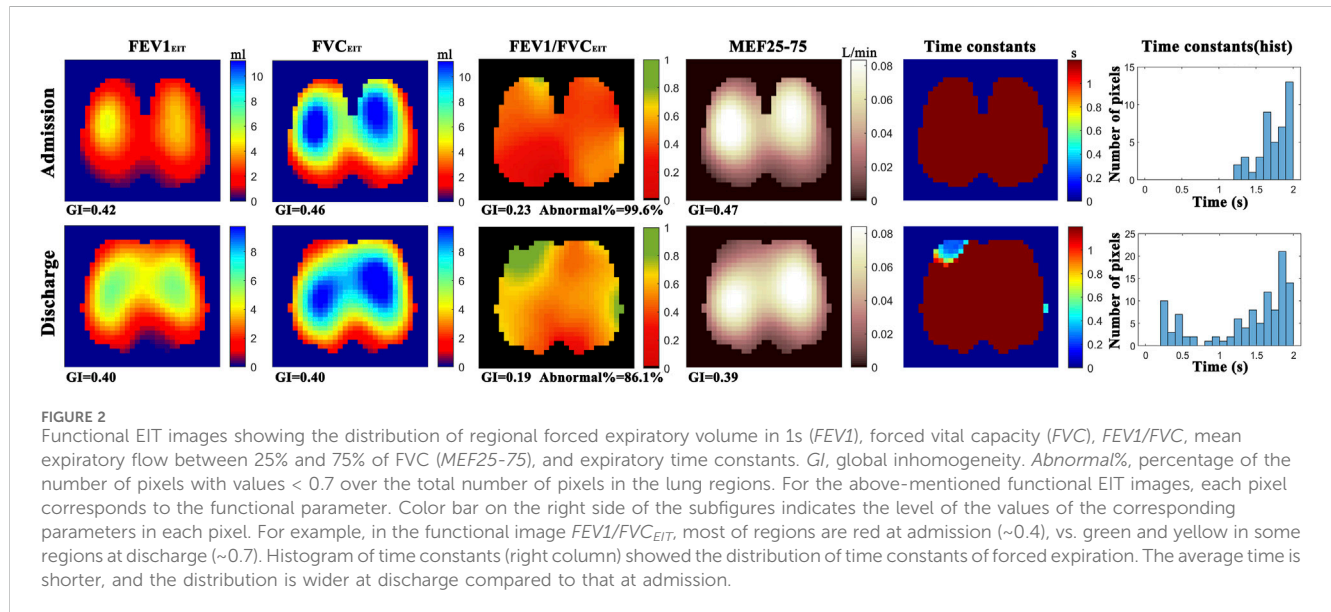 FEV1EIT FVCEIT FEV1/FVCEIT MEF25-75 Time constants Time constants(hist)
ml ml L/min s
Admission
10 8 6 4 2 0
10 8 6 4 2 0
1 0.8 0.6 0.4 0.2 0
0.08 0.06 0.04 0.02 0
1 0.8 0.6 0.4 0.2 0
Number of pixels
15 10 5 0
0 0.5 1 1.5 2
Time (s)
GI=0.42 GI=0.46 GI=0.23 Abnormal%=99.6% GI=0.47
Discharge
8 6 4 2 0
8 6 4 2 0
1 0.8 0.6 0.4 0.2 0
0.08 0.06 0.04 0.02 0
1 0.8 0.6 0.4 0.2 0
Number of pixels
25 20 15 10 5 0
0 0.5 1 1.5 2
Time (s)
GI=0.40 GI=0.40 GI=0.19 Abnormal%=86.1% GI=0.39
FIGURE 2
Functional EIT images showing the distribution of regional forced expiratory volume in 1s (FEV1), forced vital capacity (FVC), FEV1/FVC, mean
expiratory flow between 25% and 75% of FVC (MEF25-75), and expiratory time constants. GI, global inhomogeneity. Abnormal%, percentage of the
number of pixels with values < 0.7 over the total number of pixels in the lung regions. For the above-mentioned functional EIT images, each pixel
corresponds to the functional parameter. Color bar on the right side of the subfigures indicates the level of the values of the corresponding
parameters in each pixel. For example, in the functional image FEV1/FVCEIT, most of regions are red at admission (~0.4), vs. green and yellow in some
regions at discharge (~0.7). Histogram of time constants (right column) showed the distribution of time constants of forced expiration. The average time is
shorter, and the distribution is wider at discharge compared to that at admission.